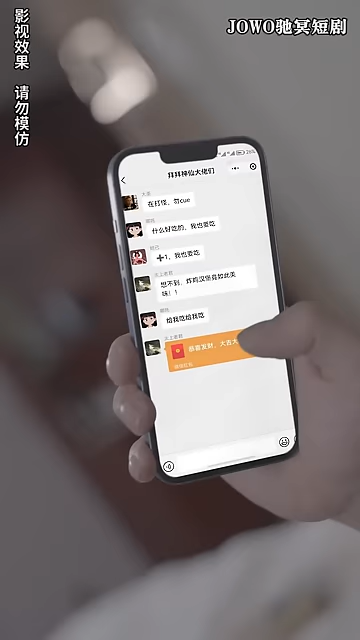 JOWO驰冥短剧
影视效果 请勿模仿
拜拜神仙大佬们
在打怪，勿cue
什么好吃的，我也要吃
+1，我也要吃
想不到，炸鸡汉堡竟如此美
味！！
给我吃给我吃
恭喜发财，大吉大